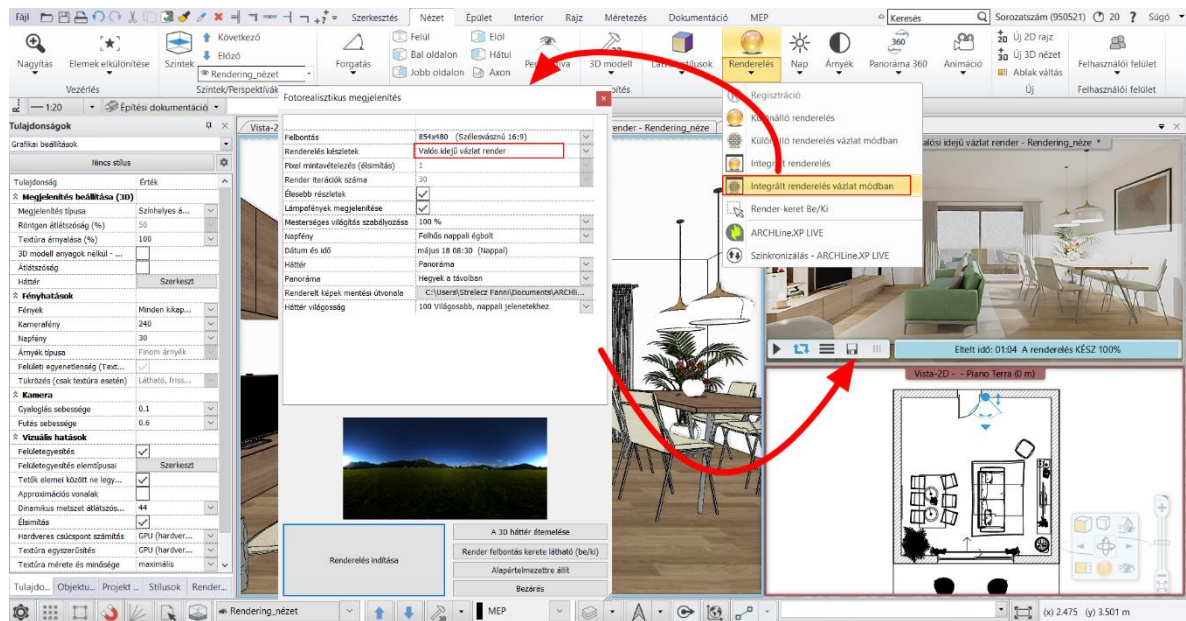 Fájl Szerkesztés Nézet Épület Interior Rajz Méretezés Dokumentáció MEP Keresés Sorozatszám (950521) 20 ? Súgó
Nagyítás
Elemek elkülönítése
Vezérlés
Szintek
Következő
Előző
Rendering_nézet
Forgatás
Felül
Bal oldalon
Jobb oldalon
Elöl
Hátul
Axon
3D modell
Renderelés
Nap
Árnyék
360
Panoráma 360
Animáció
2D Új 2D rajz
3D Új 3D nézet
Ablak váltás
Új
Felhasználói felület
Felhasználói felület
1:20 Építési dokumentáció
Tulajdonságok
Grafikai beállítások
Nincs stílus
Tulajdonság Érték
Megjelenítés beállítása (3D)
Megjelenítés típusa Színhelyes á...
Röntgen átlátszóság (%) 50
Textúra árnyalása (%) 100
3D modell anyagok nélkül - ...
Átlátszóság
Háttér Szerkeszt
Fényhatások
Fények Minden kikap...
Kamerafény 240
Napfény 30
Árnyék típusa Finom árnyék
Felületi egyenetlenség (Text...
Tükrözés (csak textúra esetén) Látható, friss...
Kamera
Gyaloglás sebessége 0.1
Futás sebessége 0.6
Vizuális hatások
Felületegyesítés
Felületegyesítés elemtípusai Szerkeszt
Tetők elemei között ne legy...
Approximációs vonalak
Dinamikus metszet átlátszós... 44
Élsimítás
Hardveres csúcspont számítás GPU (hardver...
Textúra egyszerűsítés GPU (hardver...
Textúra mérete és minősége maximális
Tulajdo... Objektu... Projekt ... Stílusok Render...
Fotorealisztikus megjelenítés
Felbontás 854x480 (Szélesvásznú 16:9)
Renderelés készletek Valós idejű vázlat render
Pixel mintavételezés (élsimítás) 1
Render iterációk száma 30
Élesebb részletek
Lámpafények megjelenítése
Mesterséges világítás szabályozása 100 %
Napfény Felhős nappali égbolt
Dátum és idő május 18 08:30 (Nappal)
Háttér Panoráma
Panoráma Hegyek a távolban
Renderelt képek mentési útvonala C:\Users\Strelecz Fanni\Documents\ARCHli...
Háttér világosság 100 Világosabb, nappali jelenetekhez
Renderelés indítása
A 3D háttér átemelése
Render felbontás kerete látható (be/ki)
Alapértelmezettre állít
Bezárás
render - Rendering_néze
Regisztráció
Különálló renderelés
Különálló renderelés vázlat módban
Integrált renderelés
Integrált renderelés vázlat módban
Render-keret Be/Ki
ARCHLine.XP LIVE
Szinkronizálás - ARCHLine.XP LIVE
alósi idejű vázlat render - Rendering_néze *
Eltelt idő: 01:04 A renderelés KÉSZ 100%
Vista-2D - - Piano Terra (0 m)
Rendering_nézet MEP (x) 2.475 (y) 3.501 m